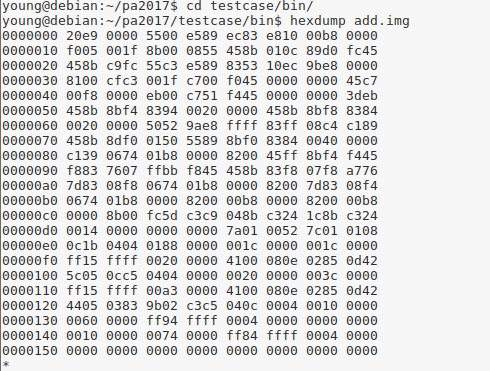 young@debian:~/pa2017$ cd testcase/bin/
young@debian:~/pa2017/testcase/bin$ hexdump add.img
0000000 20e9 0000 5500 e589 ec83 e810 00b8 0000
0000010 f005 001f 8b00 0855 458b 010c 89d0 fc45
0000020 458b c9fc 55c3 e589 8353 10ec 9be8 0000
0000030 8100 cfc3 001f c700 f045 0000 0000 45c7
0000040 00f8 0000 eb00 c751 f445 0000 0000 3deb
0000050 458b 8bf4 8394 0020 0000 458b 8bf8 8384
0000060 0020 0000 5052 9ae8 ffff 83ff 08c4 c189
0000070 458b 8df0 0150 5589 8bf0 8384 0040 0000
0000080 c139 0674 01b8 0000 8200 45ff 8bf4 f445
0000090 f883 7607 ffbb f845 458b 83f8 07f8 a776
00000a0 7d83 08f8 0674 01b8 0000 8200 7d83 08f4
00000b0 0674 01b8 0000 8200 00b8 0000 8200 00b8
00000c0 0000 8b00 fc5d c3c9 048b c324 1c8b c324
00000d0 0014 0000 0000 0000 7a01 0052 7c01 0108
00000e0 0c1b 0404 0188 0000 001c 0000 001c 0000
00000f0 ff15 ffff 0020 0000 4100 080e 0285 0d42
0000100 5c05 0cc5 0404 0000 0020 0000 003c 0000
0000110 ff15 ffff 00a3 0000 4100 080e 0285 0d42
0000120 4405 0383 9b02 c3c5 040c 0004 0010 0000
0000130 0060 0000 ff94 ffff 0004 0000 0000 0000
0000140 0010 0000 0074 0000 ff84 ffff 0004 0000
0000150 0000 0000 0000 0000 0000 0000 0000 0000
*